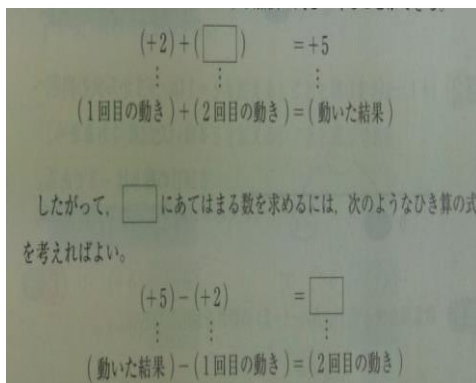 (+2)+(□) =+5
(1回目の動き)+(2回目の動き)=(動いた結果)
したがって，□にあてはまる数を求めるには，次のようなひき算の式
を考えればよい。
(+5)-(+2) =□
(動いた結果)-(1回目の動き)=(2回目の動き)